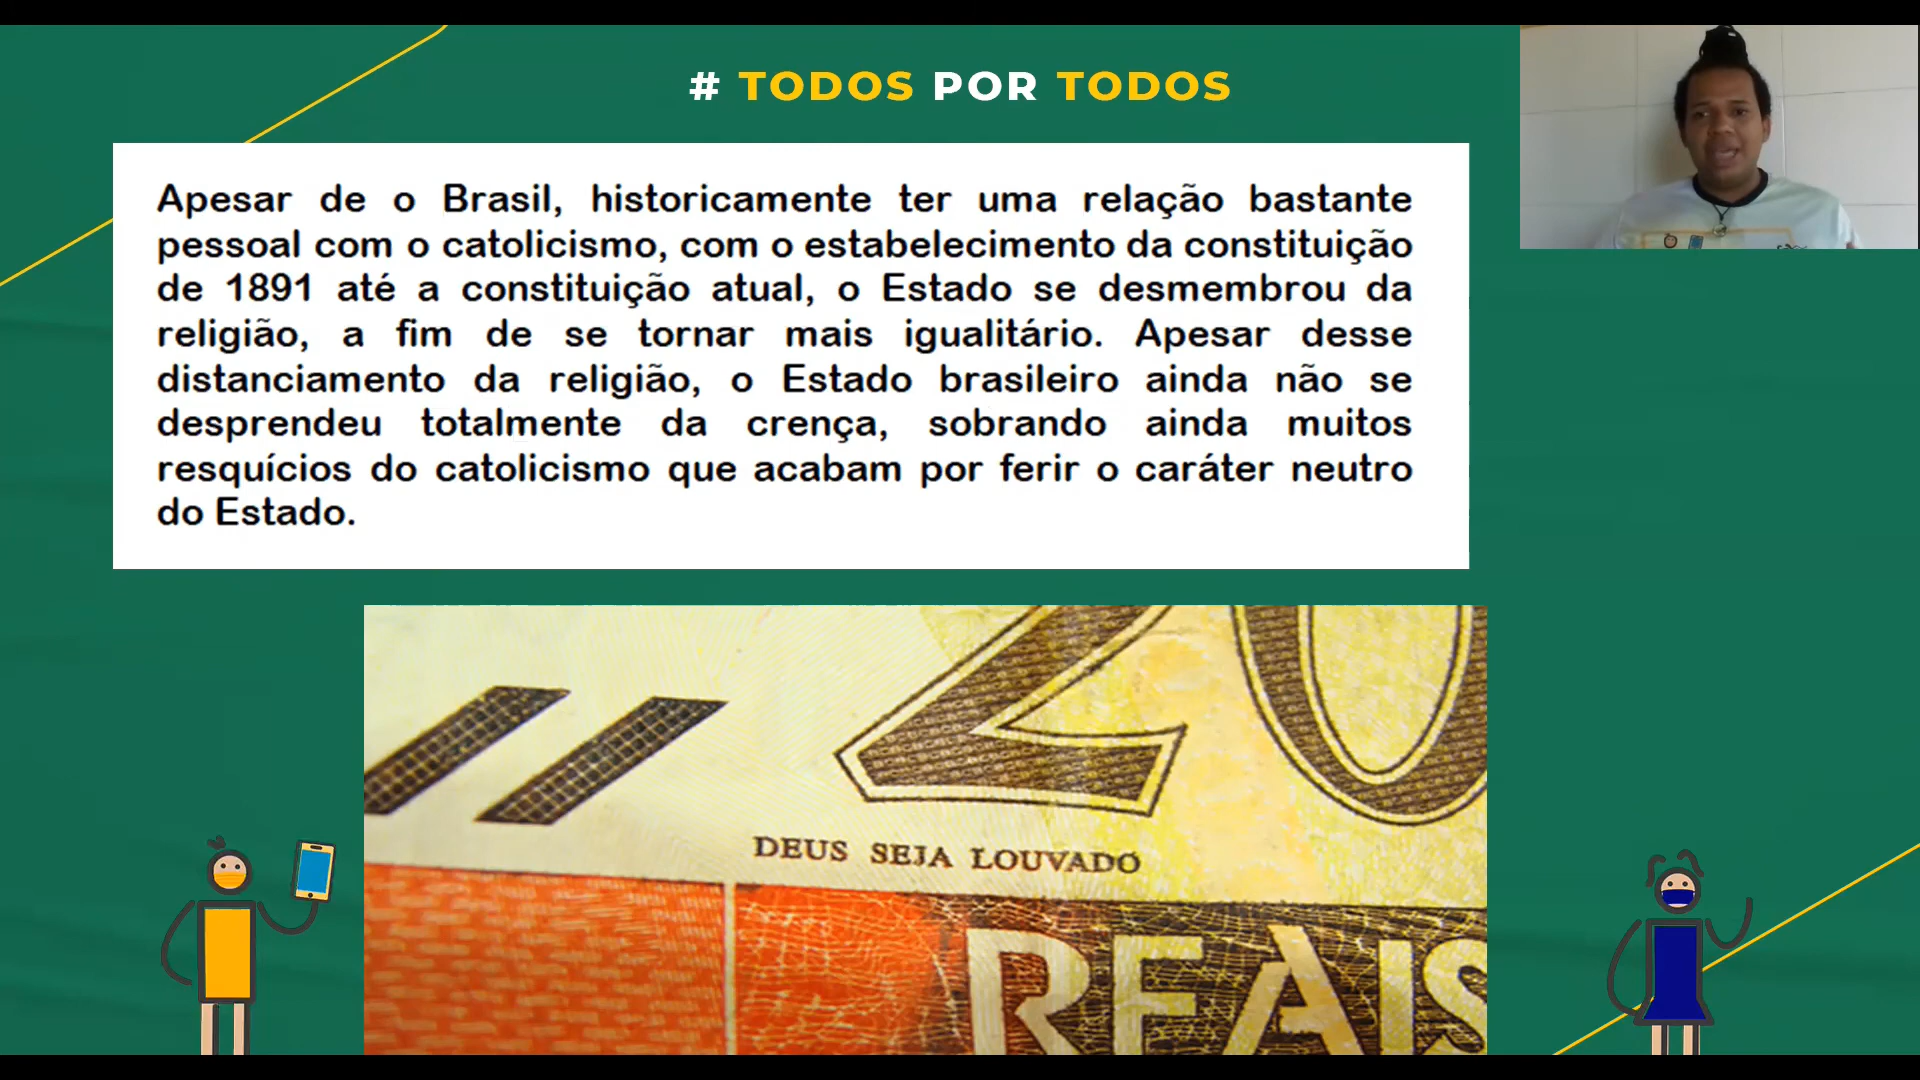 # TODOS POR TODOS
Apesar de o Brasil, historicamente ter uma relação bastante
pessoal com o catolicismo, com o estabelecimento da constituição
de 1891 até a constituição atual, o Estado se desmembrou da
religião, a fim de se tornar mais igualitário. Apesar desse
distanciamento da religião, o Estado brasileiro ainda não se
desprendeu totalmente da crença, sobrando ainda muitos
resquícios do catolicismo que acabam por ferir o caráter neutro
do Estado.
20
DEUS SEJA LOUVADO
REAIS